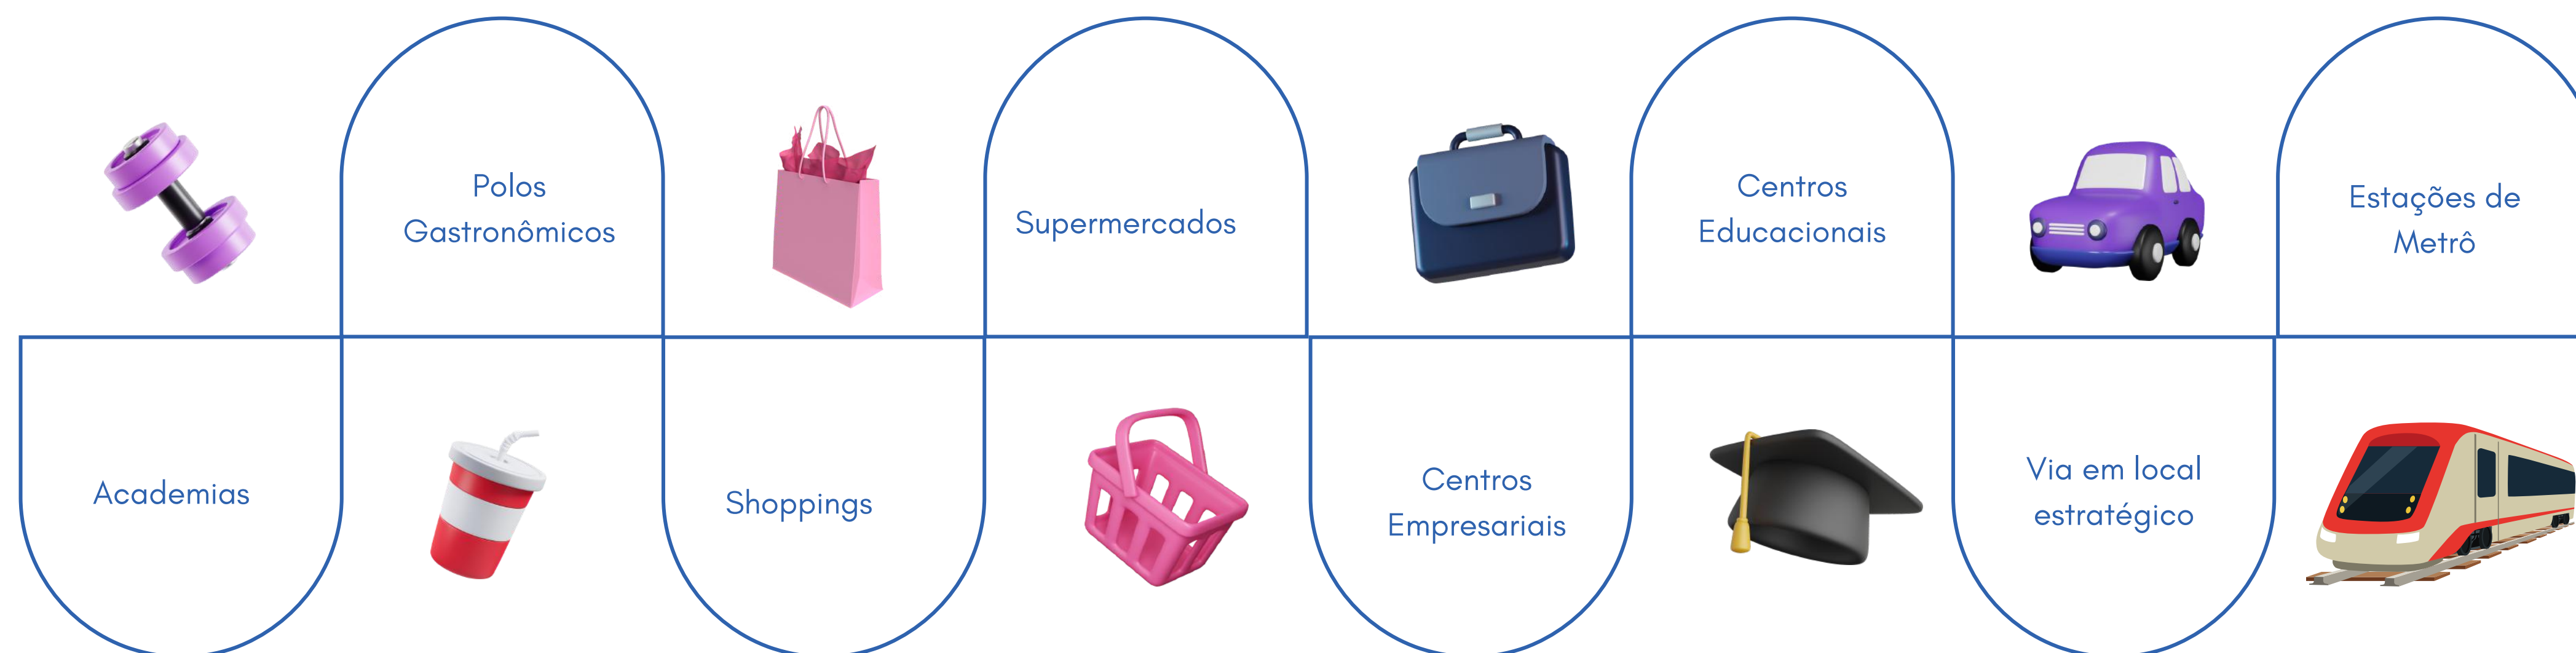 Academias
Polos
Gastronômicos
Shoppings
Supermercados
Centros
Empresariais
Centros
Educacionais
Via em local
estratégico
Estações de
Metrô